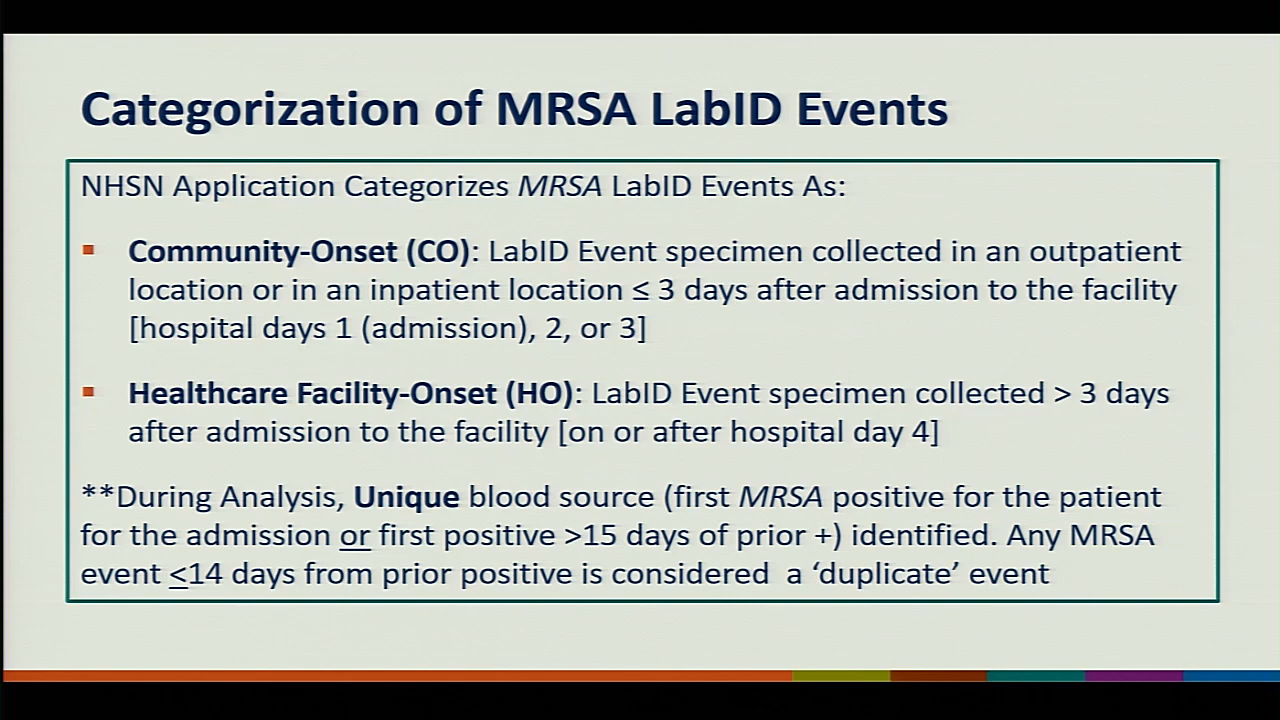 Categorization of MRSA LabID Events
NHSN Application Categorizes MRSA LabID Events As:
▪ Community-Onset (CO): LabID Event specimen collected in an outpatient
location or in an inpatient location ≤ 3 days after admission to the facility
[hospital days 1 (admission), 2, or 3]
▪ Healthcare Facility-Onset (HO): LabID Event specimen collected > 3 days
after admission to the facility [on or after hospital day 4]
**During Analysis, Unique blood source (first MRSA positive for the patient
for the admission or first positive >15 days of prior +) identified. Any MRSA
event <14 days from prior positive is considered a ‘duplicate’ event